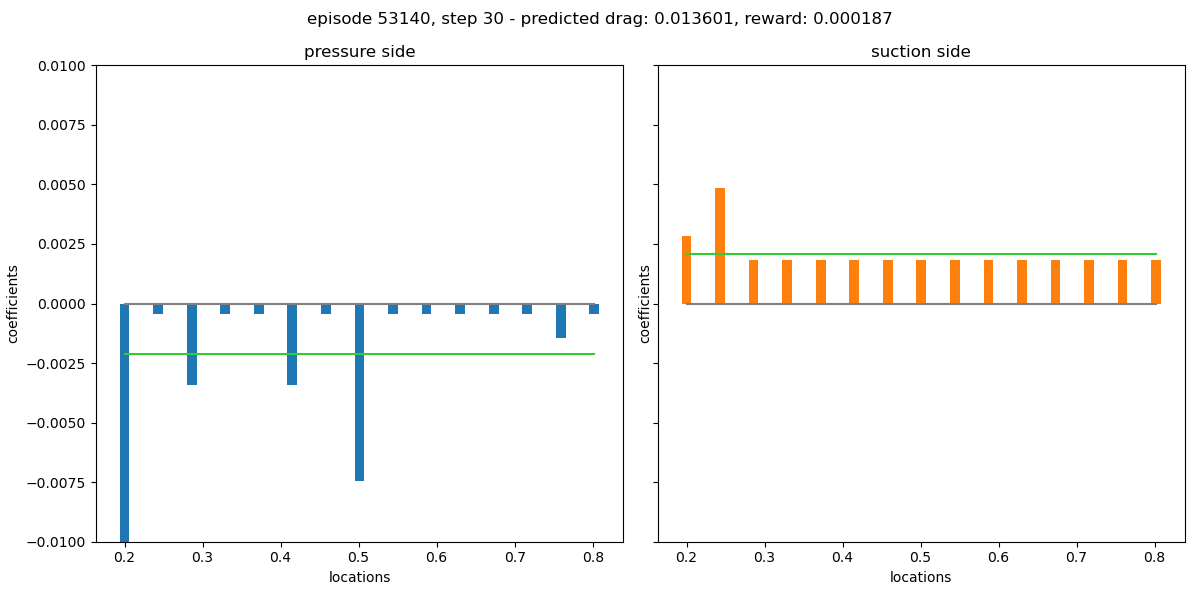 episode 53140, step 30 - predicted drag: 0.013601, reward: 0.000187
pressure side
suction side
0.0100
0.0075
0.0050
0.0025
0.0000
−0.0025
−0.0050
−0.0075
−0.0100
coefficients
coefficients
0.2 0.3 0.4 0.5 0.6 0.7 0.8
0.2 0.3 0.4 0.5 0.6 0.7 0.8
locations
locations